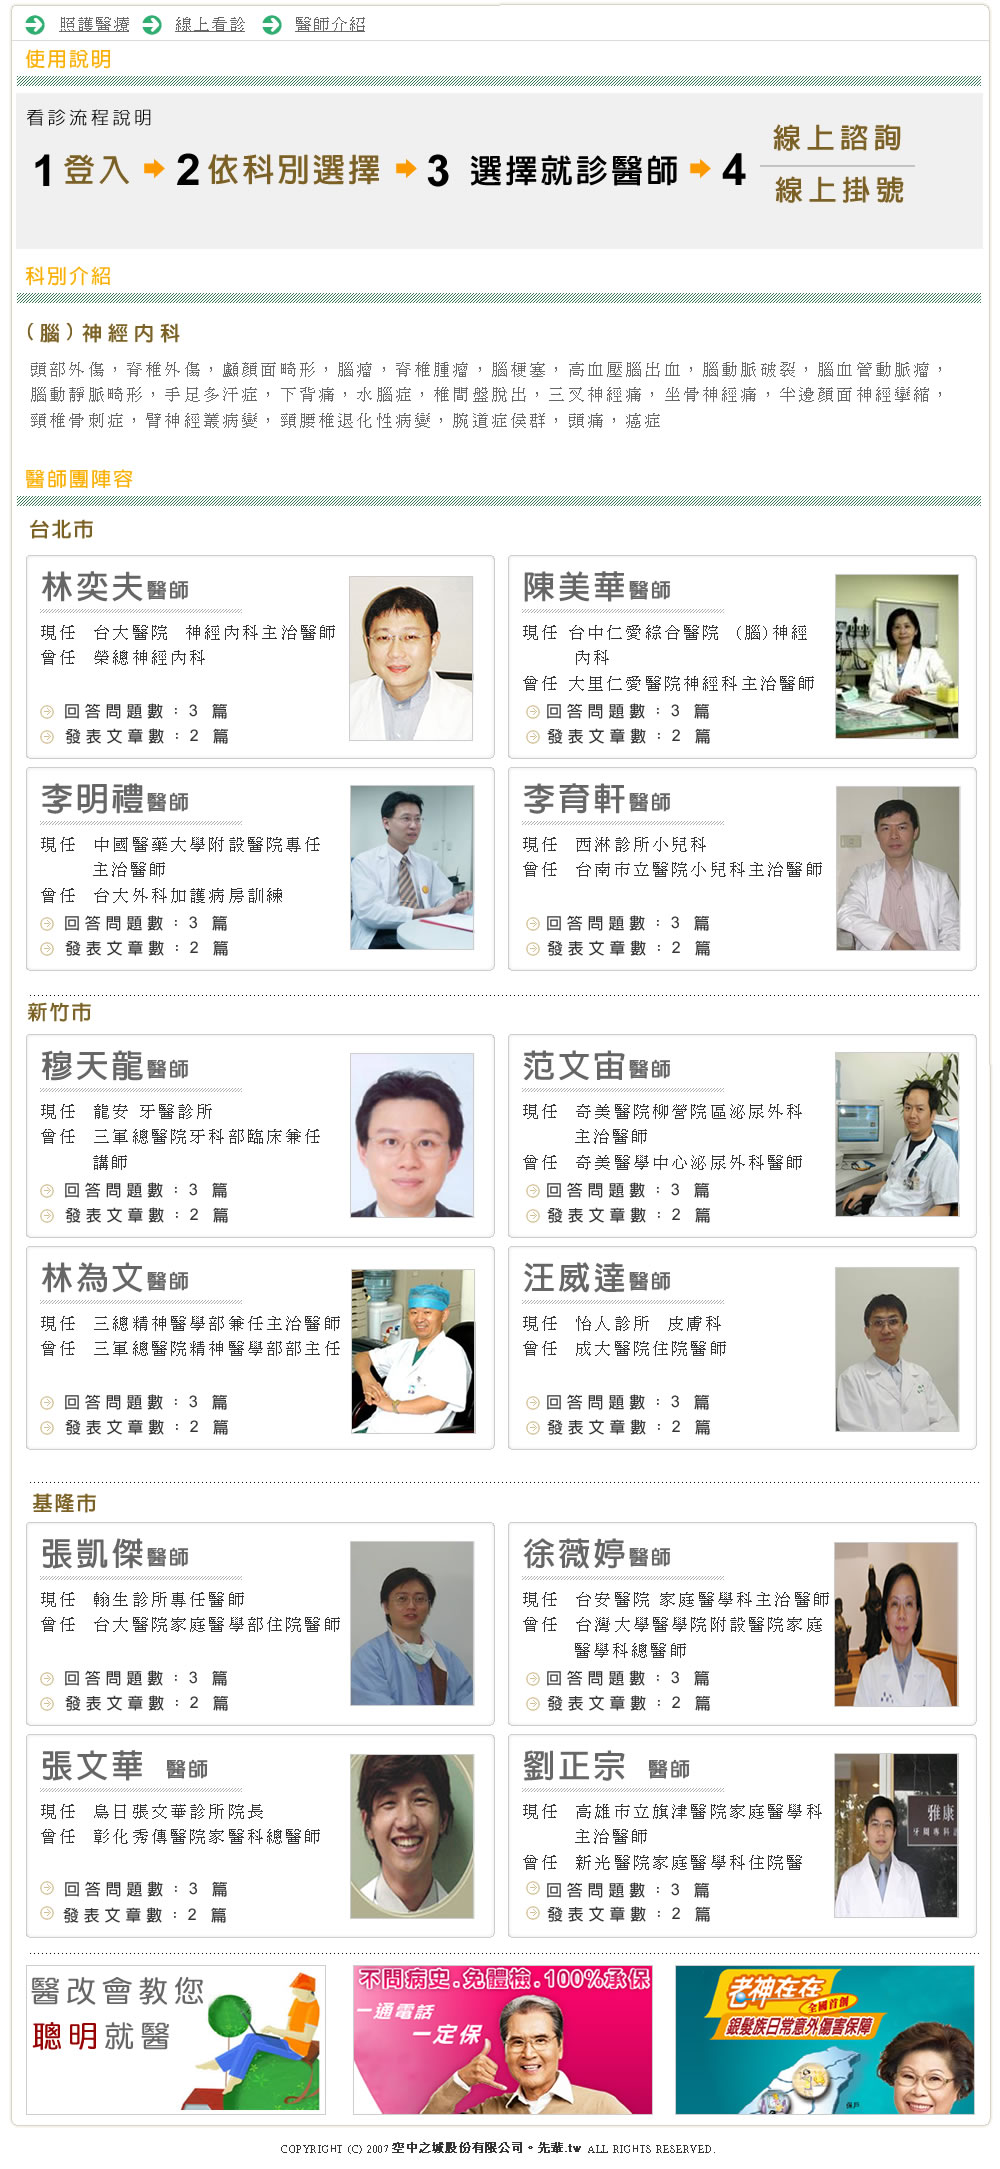 照護醫療 線上看診 醫師介紹
使用說明
看診流程說明
1 登入 2 依科別選擇 3 選擇就診醫師 4
線上諮詢
線上掛號
科別介紹
(腦)神經內科
頭部外傷，脊椎外傷，顱顏面畸形，腦瘤，脊椎腫瘤，腦梗塞，高血壓腦出血，腦動脈破裂，腦血管動脈瘤，
腦動靜脈畸形，手足多汗症，下背痛，水腦症，椎間盤脫出，三叉神經痛，坐骨神經痛，半邊顏面神經攣縮，
頸椎骨刺症，臂神經叢病變，頸腰椎退化性病變，腕道症侯群，頭痛，癌症
醫師團陣容
台北市
林奕夫醫師
現任 台大醫院 神經內科主治醫師
曾任 榮總神經內科
回答問題數：3 篇
發表文章數：2 篇
陳美華醫師
現任 台中仁愛綜合醫院 (腦)神經
內科
曾任 大里仁愛醫院神經科主治醫師
回答問題數：3 篇
發表文章數：2 篇
李明禮醫師
現任 中國醫藥大學附設醫院專任
主治醫師
曾任 台大外科加護病房訓練
回答問題數：3 篇
發表文章數：2 篇
李育軒醫師
現任 西淋診所小兒科
曾任 台南市立醫院小兒科主治醫師
回答問題數：3 篇
發表文章數：2 篇
新竹市
穆天龍醫師
現任 龍安 牙醫診所
曾任 三軍總醫院牙科部臨床兼任
講師
回答問題數：3 篇
發表文章數：2 篇
范文宙醫師
現任 奇美醫院柳營院區泌尿外科
主治醫師
曾任 奇美醫學中心泌尿外科醫師
回答問題數：3 篇
發表文章數：2 篇
林為文醫師
現任 三總精神醫學部兼任主治醫師
曾任 三軍總醫院精神醫學部部主任
回答問題數：3 篇
發表文章數：2 篇
汪威達醫師
現任 怡人診所 皮膚科
曾任 成大醫院住院醫師
回答問題數：3 篇
發表文章數：2 篇
基隆市
張凱傑醫師
現任 翰生診所專任醫師
曾任 台大醫院家庭醫學部住院醫師
回答問題數：3 篇
發表文章數：2 篇
徐薇婷醫師
現任 台安醫院 家庭醫學科主治醫師
曾任 台灣大學醫學院附設醫院家庭
醫學科總醫師
回答問題數：3 篇
發表文章數：2 篇
張文華 醫師
現任 烏日張文華診所院長
曾任 彰化秀傳醫院家醫科總醫師
回答問題數：3 篇
發表文章數：2 篇
劉正宗 醫師
現任 高雄市立旗津醫院家庭醫學科
主治醫師
曾任 新光醫院家庭醫學科住院醫
回答問題數：3 篇
發表文章數：2 篇
雅康
牙周專科
醫改會教您
聰明就醫
不問病史.免體檢.100%承保
一通電話
一定保
老神在在
全國首創
銀髮族日常意外傷害保障
保戶
COPYRIGHT (C) 2007 空中之城股份有限公司。先輩.tw ALL RIGHTS RESERVED.